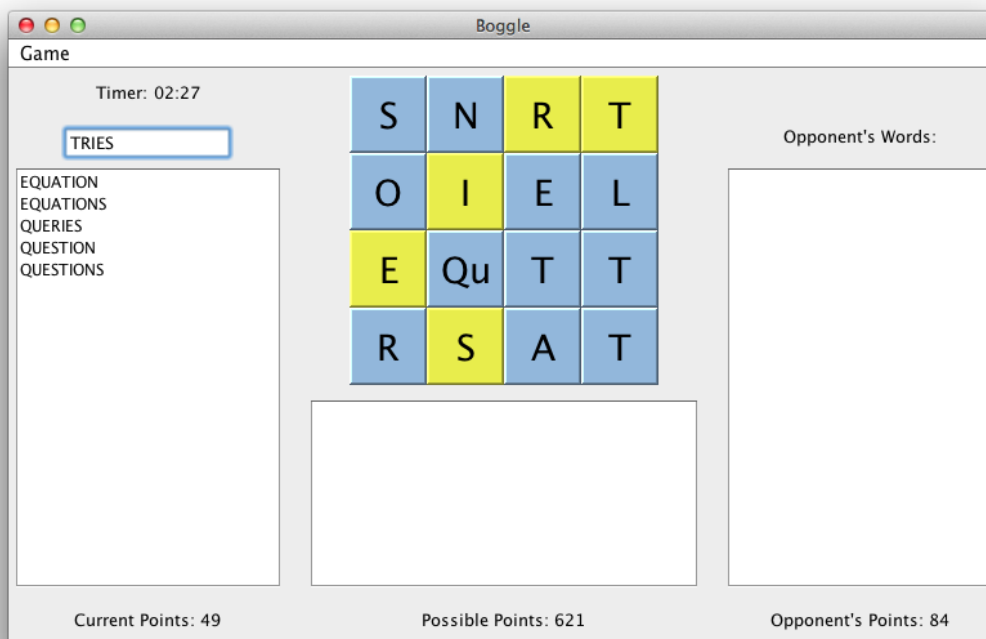 Boggle
Game
Timer: 02:27
TRIES
EQUATION
EQUATIONS
QUERIES
QUESTION
QUESTIONS
Current Points: 49
S N R T
O I E L
E Qu T T
R S A T
Possible Points: 621
Opponent's Words:
Opponent's Points: 84